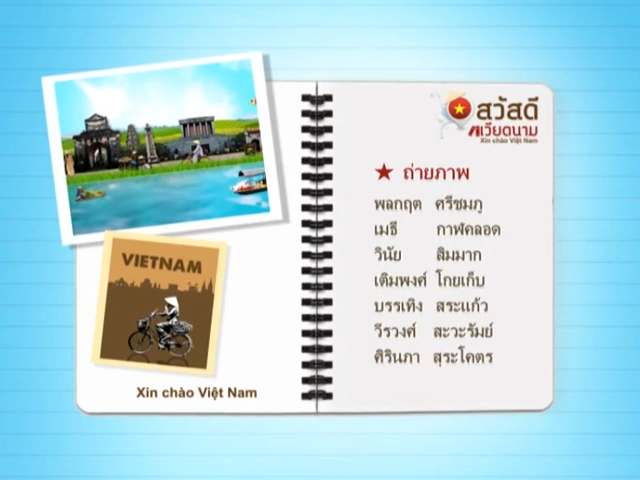 VIETNAM
Xin chào Việt Nam
สวัสดี
เวียดนาม
Xin chào Việt Nam
★ ถ่ายภาพ
พลกฤต ศรีชมภู
เมธี กาฬคลอด
วินัย สิมมาก
เติมพงศ์ โกยเก็บ
บรรเทิง สระแก้ว
วีรวงศ์ สะวะรัมย์
ศิรินภา สุระโคตร